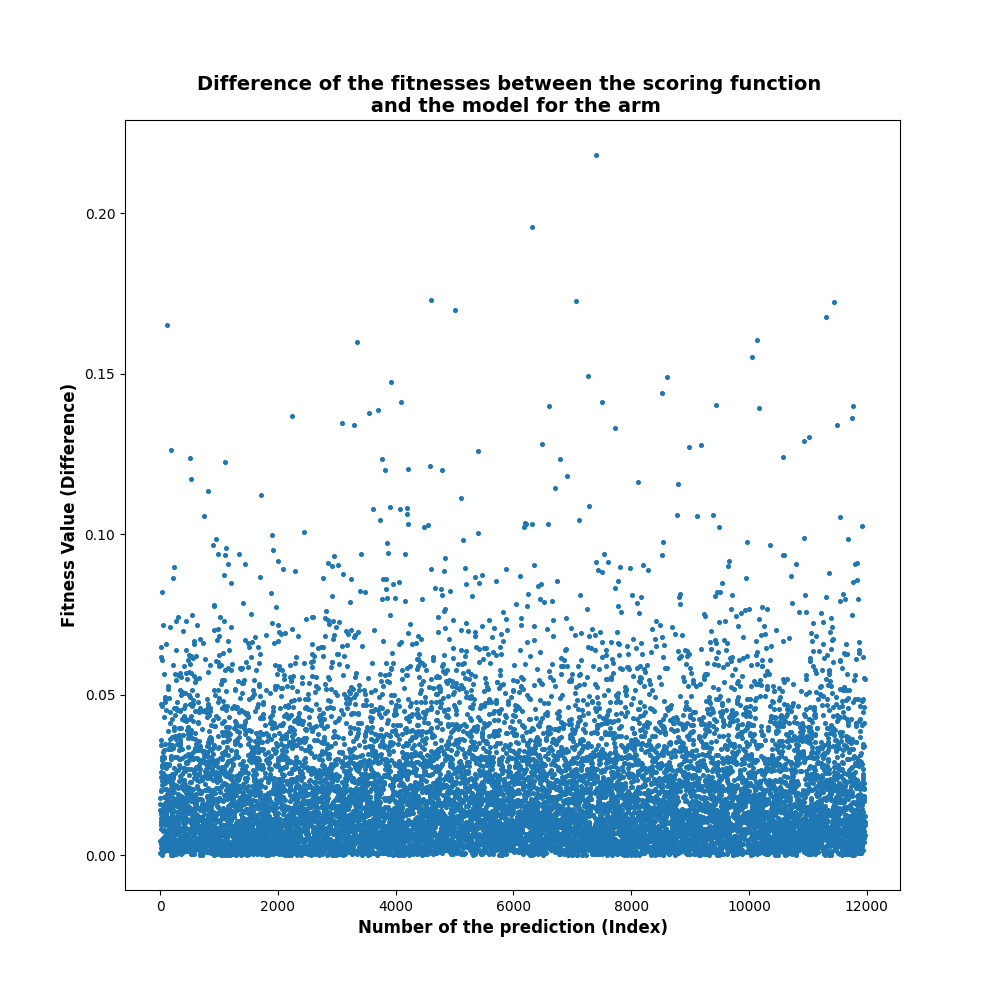 Difference of the fitnesses between the scoring function
and the model for the arm
Fitness Value (Difference)
0.20
0.15
0.10
0.05
0.00
0 2000 4000 6000 8000 10000 12000
Number of the prediction (Index)